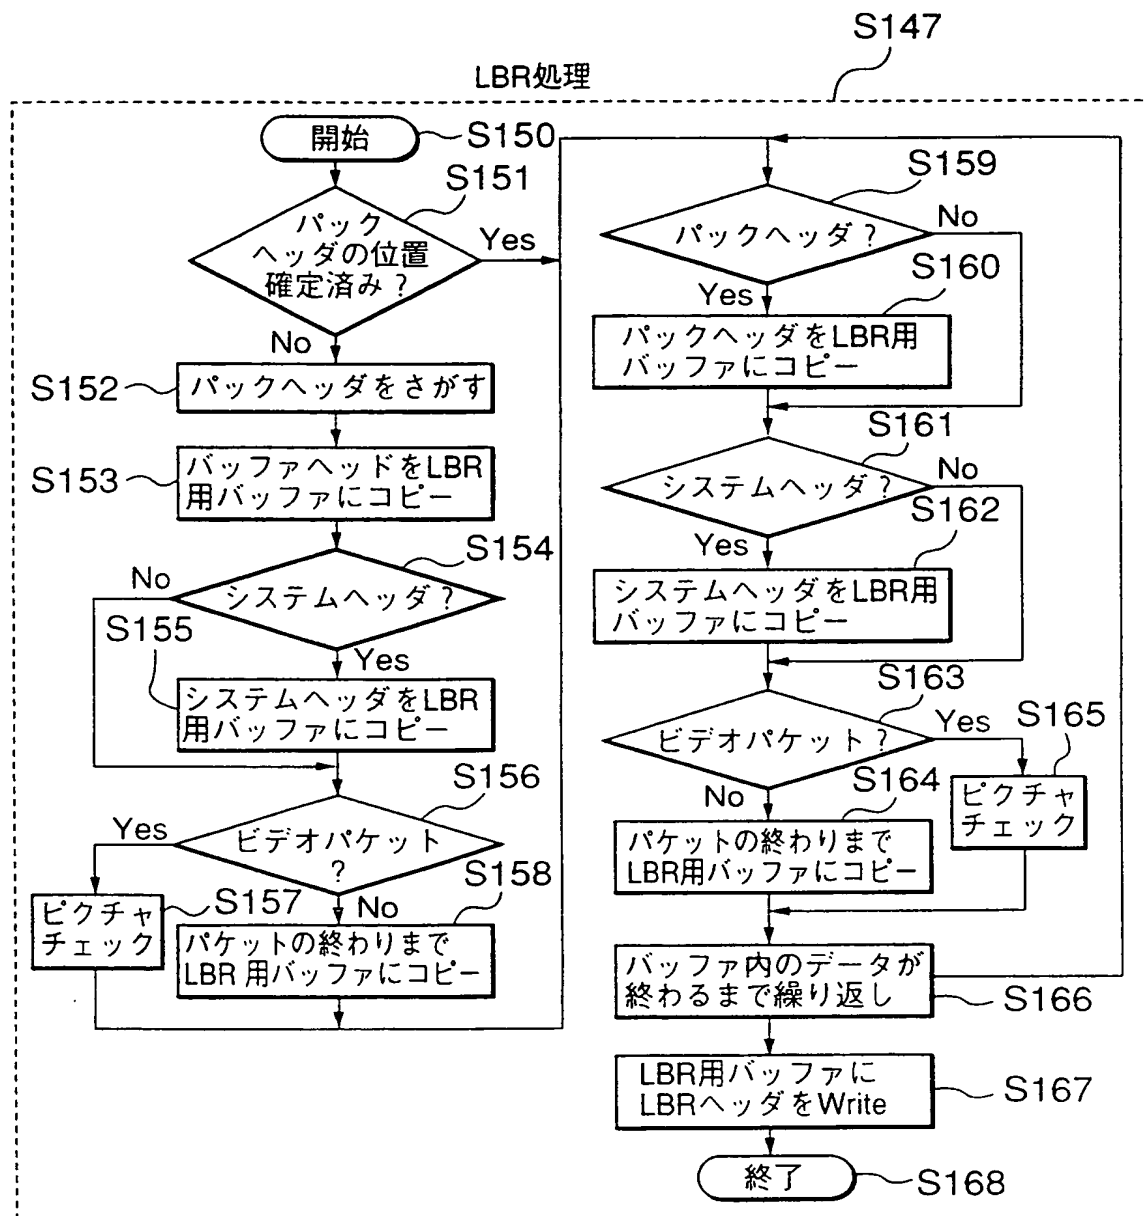 S147
LBR処理
開始
S150
S151
パック
ヘッダの位置
確定済み?
Yes
No
S152
パックヘッダをさがす
S153
バッファヘッドをLBR
用バッファにコピー
S154
No
システムヘッダ?
S155
Yes
システムヘッダをLBR
用バッファにコピー
S156
Yes
ビデオパケット
?
S158
S157
No
ピクチャ
チェック
パケットの終わりまで
LBR用バッファにコピー
S159
パックヘッダ?
No
S160
Yes
パックヘッダをLBR用
バッファにコピー
S161
システムヘッダ?
No
S162
Yes
システムヘッダをLBR用
バッファにコピー
S163
ビデオパケット?
Yes
S165
S164
No
ピクチャ
チェック
パケットの終わりまで
LBR用バッファにコピー
バッファ内のデータが
終わるまで繰り返し
S166
LBR用バッファに
LBRヘッダをWrite
S167
終了
S168